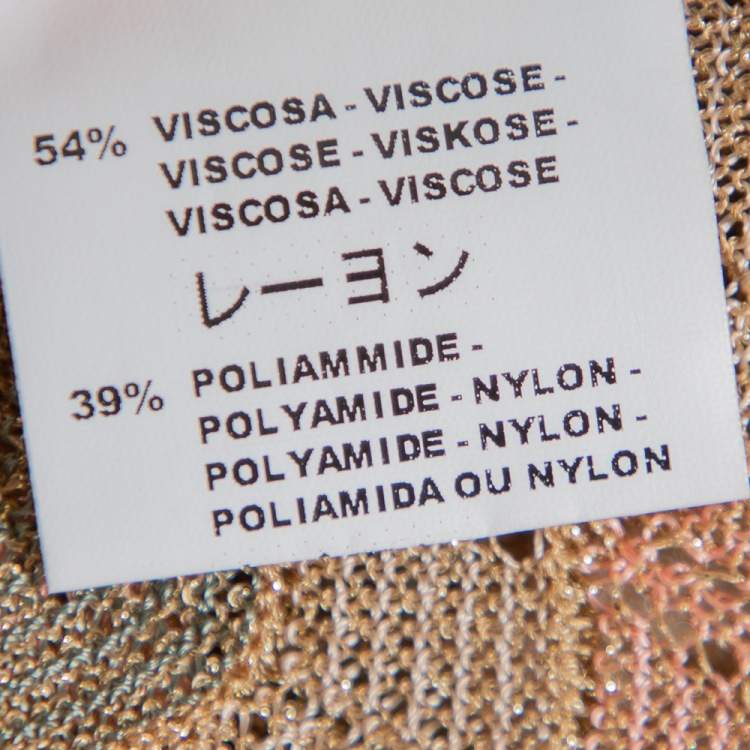 54% VISCOSA - VISCOSE -
VISCOSE - VISKOSE -
VISCOSA - VISCOSE
レーヨン
39% POLIAMMIDE -
POLYAMIDE - NYLON -
POLYAMIDE - NYLON -
POLIAMIDA OU NYLON